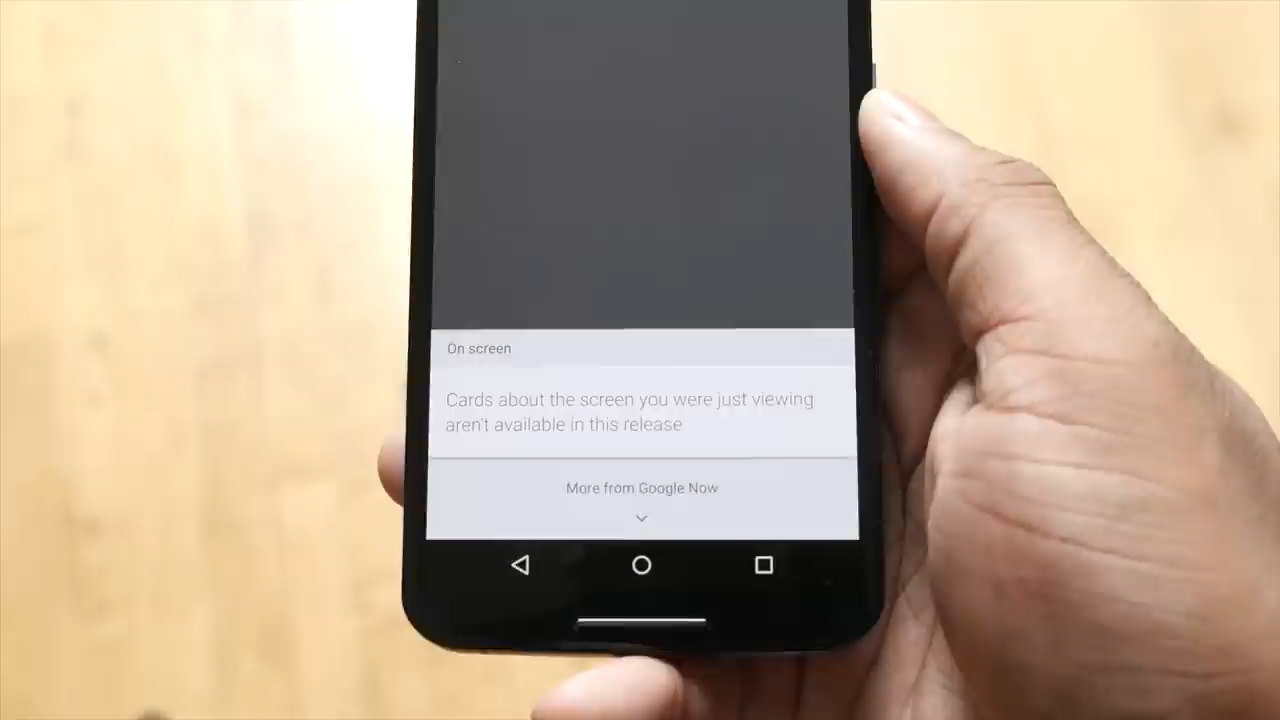 On screen
Cards about the screen you were just viewing
aren't available in this release
More from Google Now